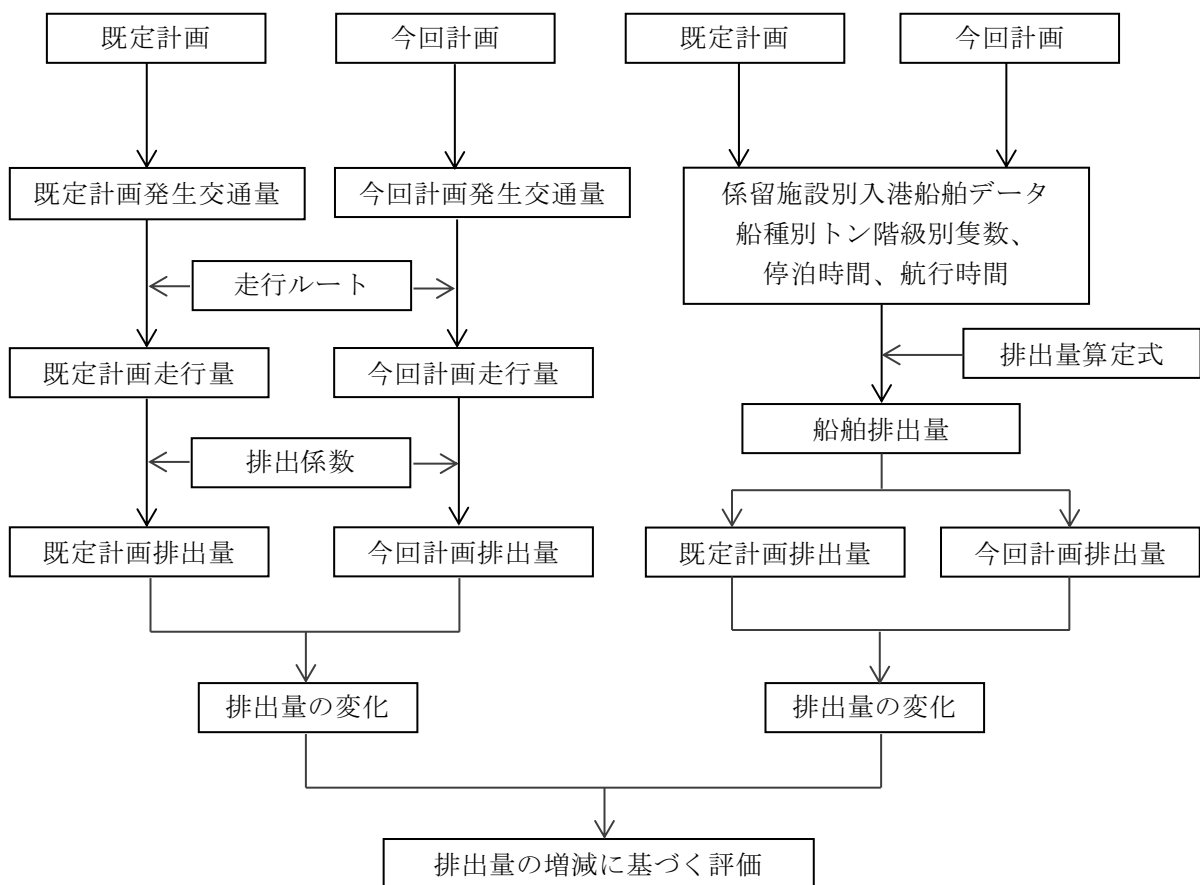 既定計画
今回計画
既定計画
今回計画
既定計画発生交通量
今回計画発生交通量
係留施設別入港船舶データ
船種別トン階級別隻数、
停泊時間、航行時間
走行ルート
排出量算定式
既定計画走行量
今回計画走行量
船舶排出量
排出係数
既定計画排出量
今回計画排出量
既定計画排出量
今回計画排出量
排出量の変化
排出量の変化
排出量の増減に基づく評価